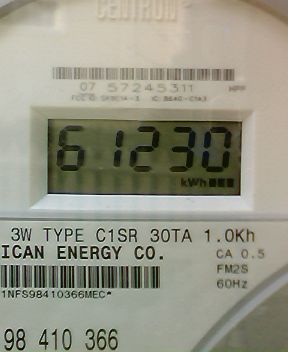 CENTRON
07 57245311
61230
kWh
3W TYPE C1SR 30TA 1.0Kh
ICAN ENERGY CO.
CA 0.5
FM2S
60Hz
1NFS98410366MEC*
98 410 366